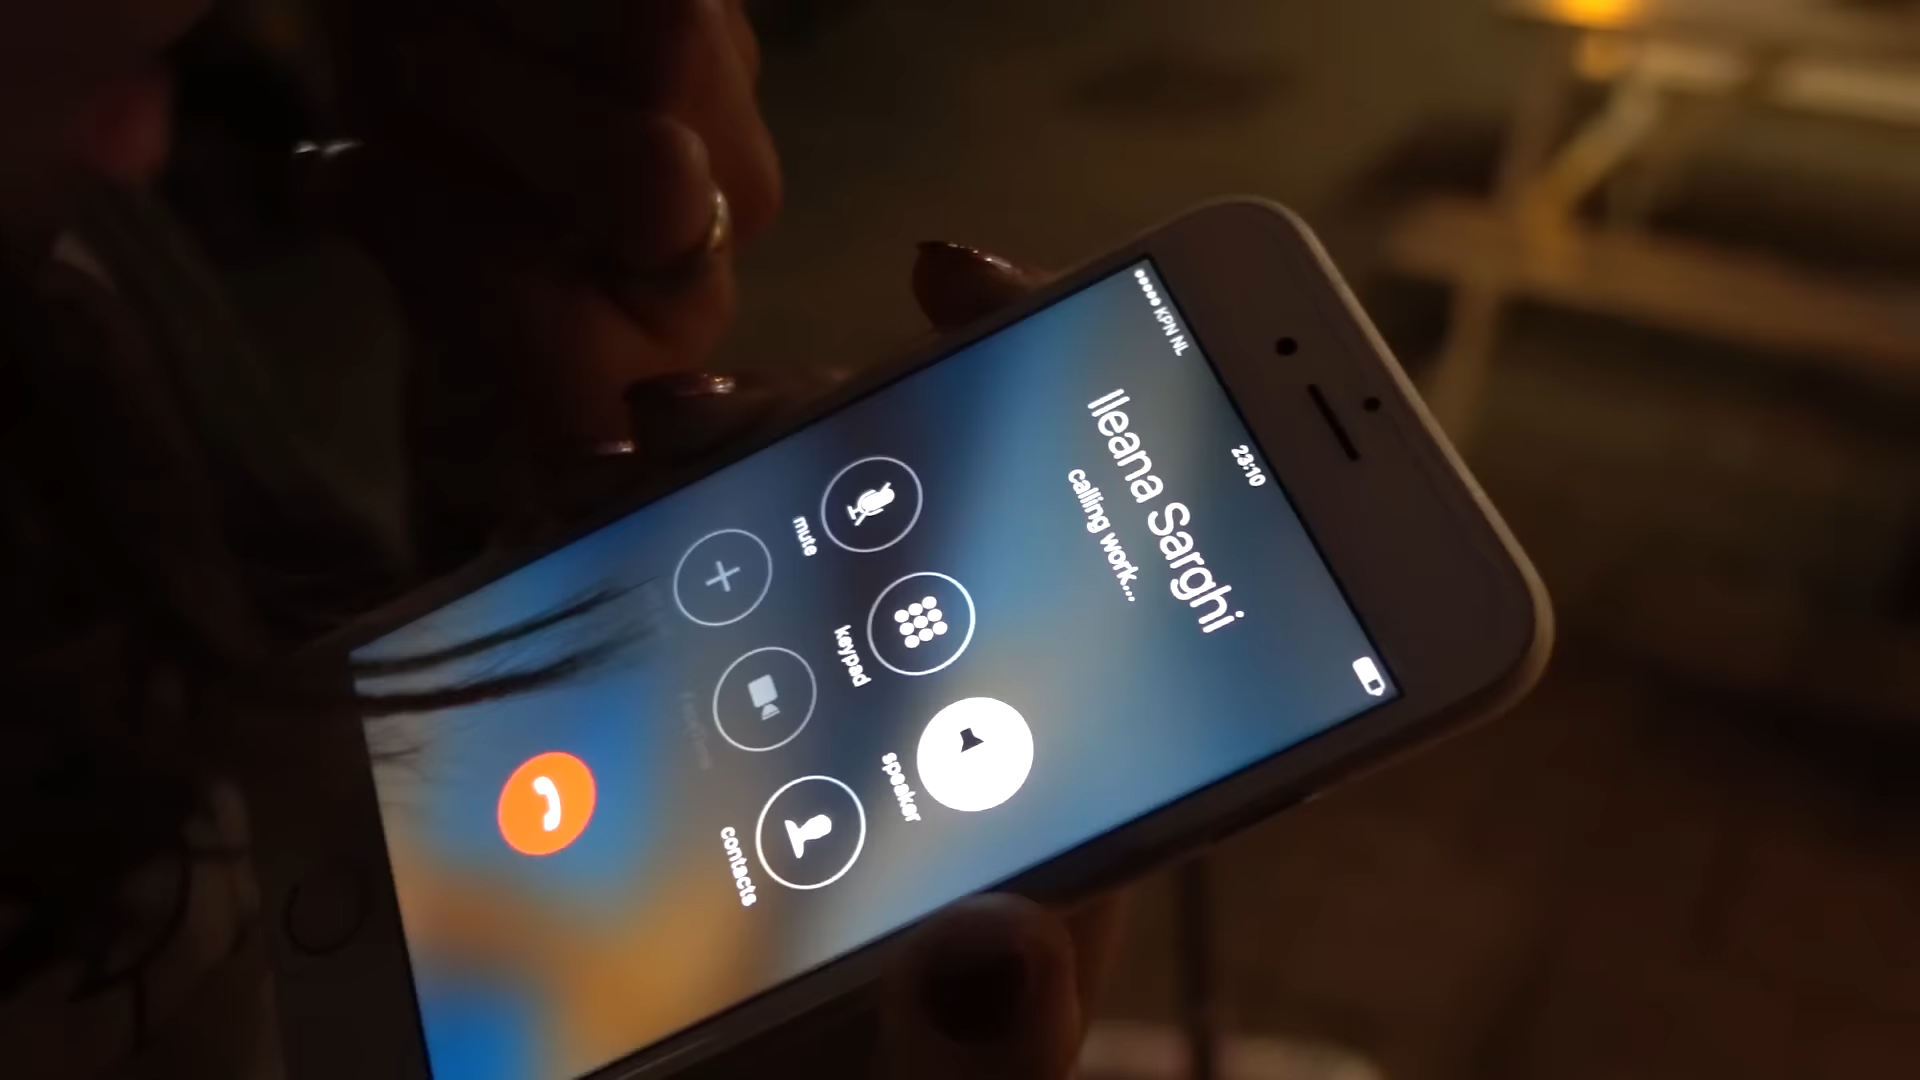 KPN NL
23:10
Ileana Sarghi
calling work...
mute
keypad
speaker
contacts